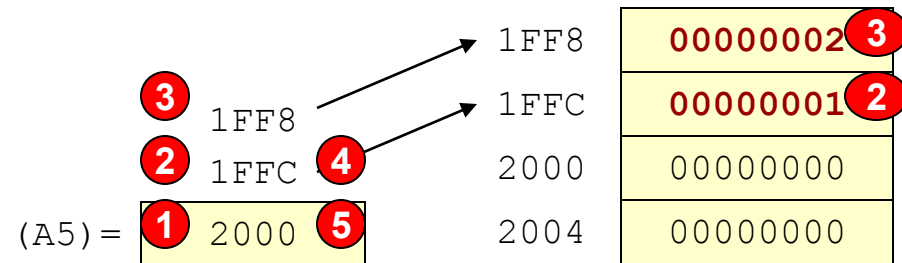 1FF8 00000002 3
3 1FF8 1FFC 00000001 2
2 1FFC 4 2000 00000000
(A5)= 1 2000 5 2004 00000000